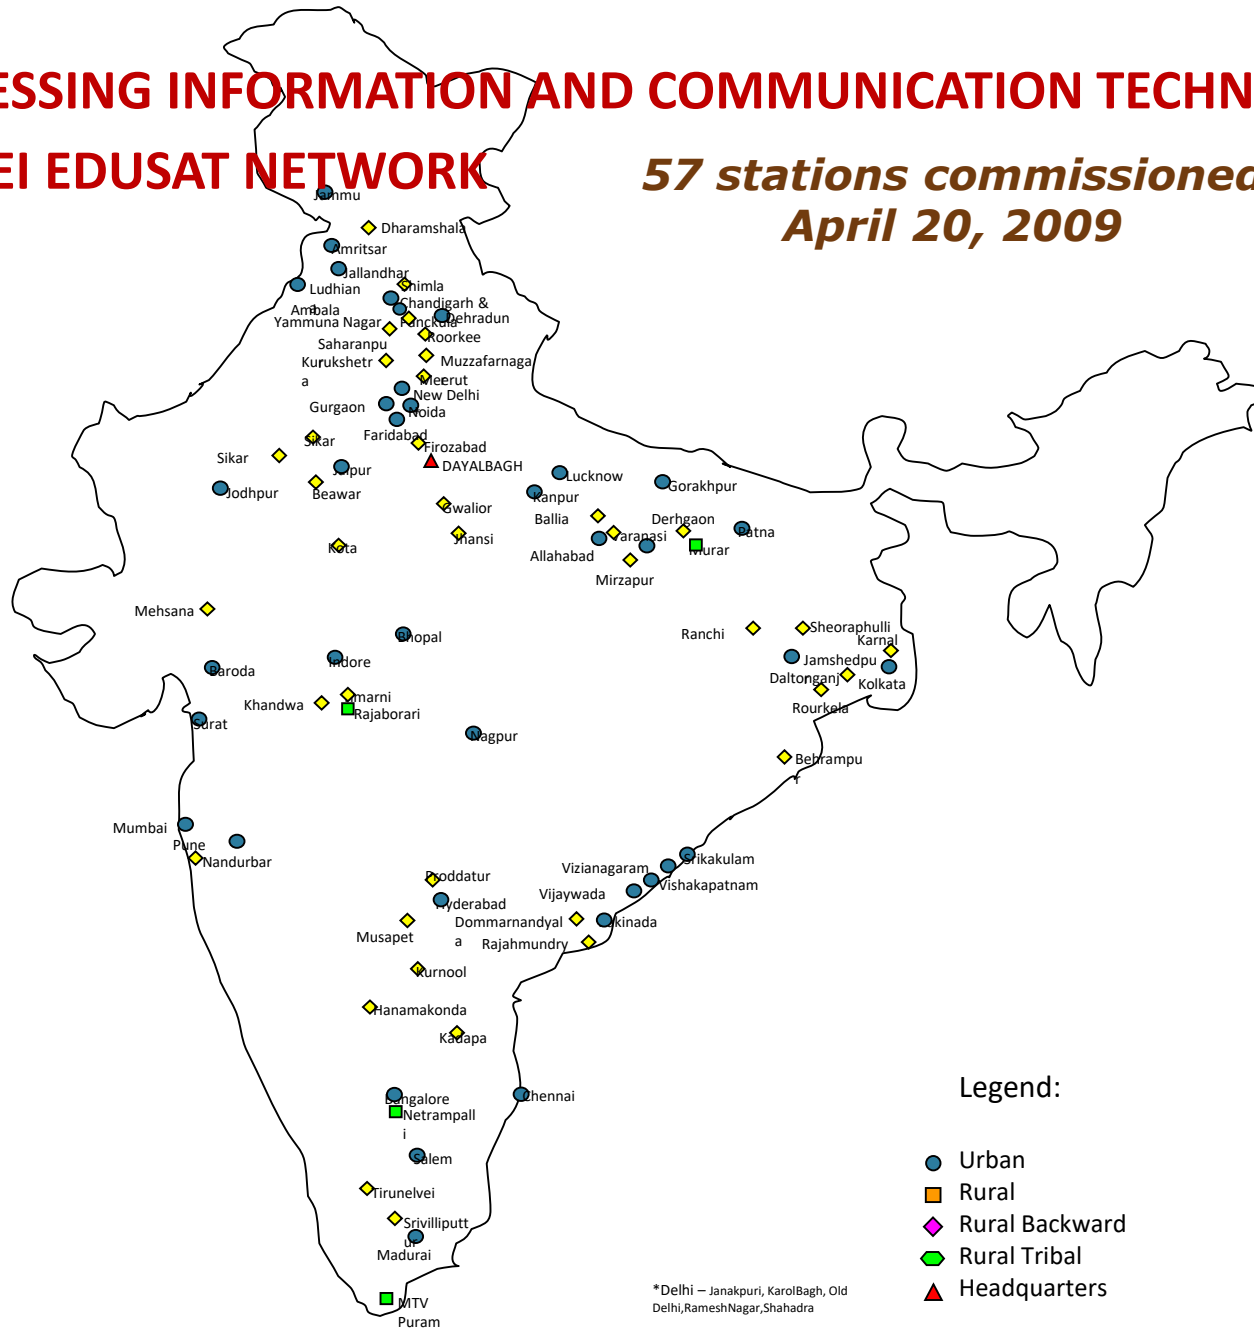 ESSING INFORMATION AND COMMUNICATION TECHN
EI EDUSAT NETWORK
57 stations commissioned
April 20, 2009
Jammu
Dharamshala
Amritsar
Jallandhar
Shimla
Ludhian
a
Ambala
Chandigarh &
Panckula
Dehradun
Yammuna Nagar
Roorkee
Saharanpu
r
Kurukshetr
a
Muzzafarnaga
r
Meerut
New Delhi
Gurgaon
Noida
Faridabad
Sikar
Firozabad
Sikar
DAYALBAGH
Jaipur
Lucknow
Jodhpur
Beawar
Kanpur
Gorakhpur
Gwalior
Ballia
Derhgaon
Jhansi
Varanasi
Patna
Kota
Allahabad
Murar
Mirzapur
Mehsana
Ranchi
Sheoraphulli
Karnal
Bhopal
Indore
Jamshedpu
r
Baroda
Daltonganj
Kolkata
Khandwa
Timarni
Rajaborari
Rourkela
Surat
Nagpur
Behrampu
r
Mumbai
Pune
Nandurbar
Srikakulam
Vizianagaram
Proddatur
Vishakapatnam
Vijaywada
Hyderabad
Dommarnandyal
a
Kakinada
Musapet
Rajahmundry
Kurnool
Hanamakonda
Kadapa
Bangalore
Chennai
Netrampall
i
Salem
Tirunelvei
Srivilliputt
ur
Madurai
MTV
Puram
Legend:
Urban
Rural
Rural Backward
Rural Tribal
Headquarters
*Delhi – Janakpuri, KarolBagh, Old
Delhi,RameshNagar,Shahadra